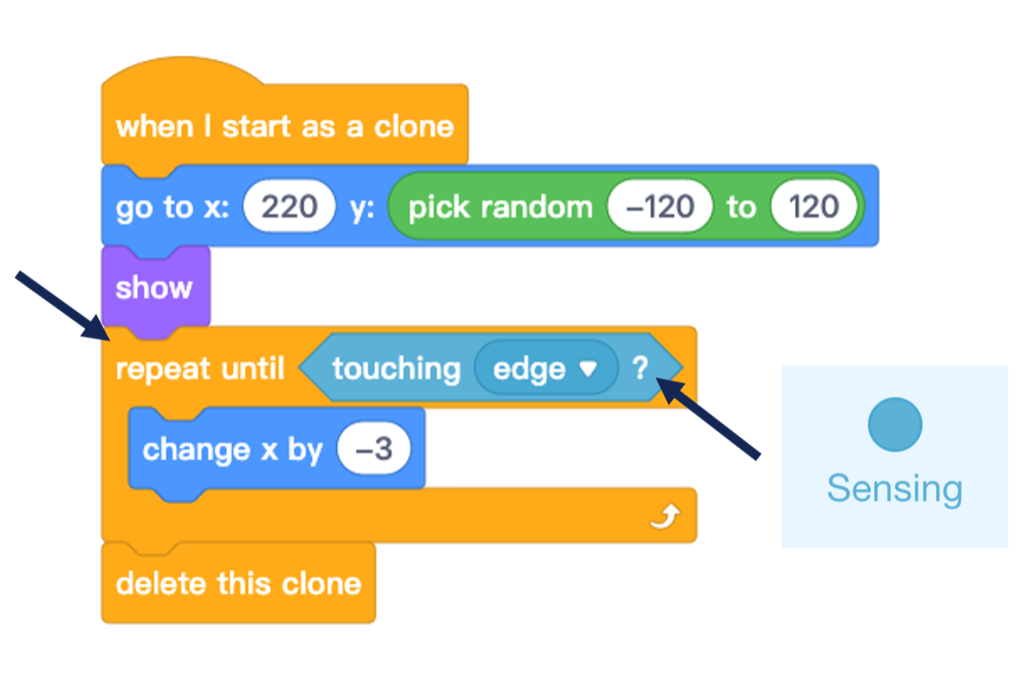 when I start as a clone
go to x: 220 y: pick random −120 to 120
show
repeat until touching edge ?
change x by −3
delete this clone
Sensing